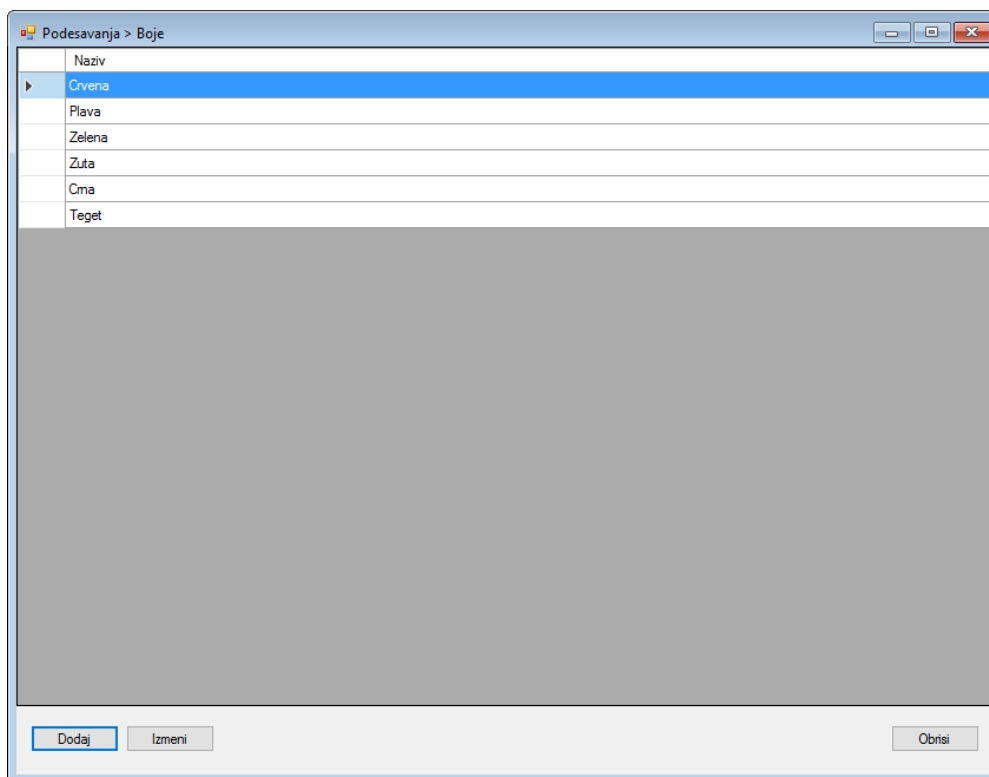 Podesavanja > Boje
Naziv
Crvena
Plava
Zelena
Zuta
Crna
Teget
Dodaj Izmeni Obrisi